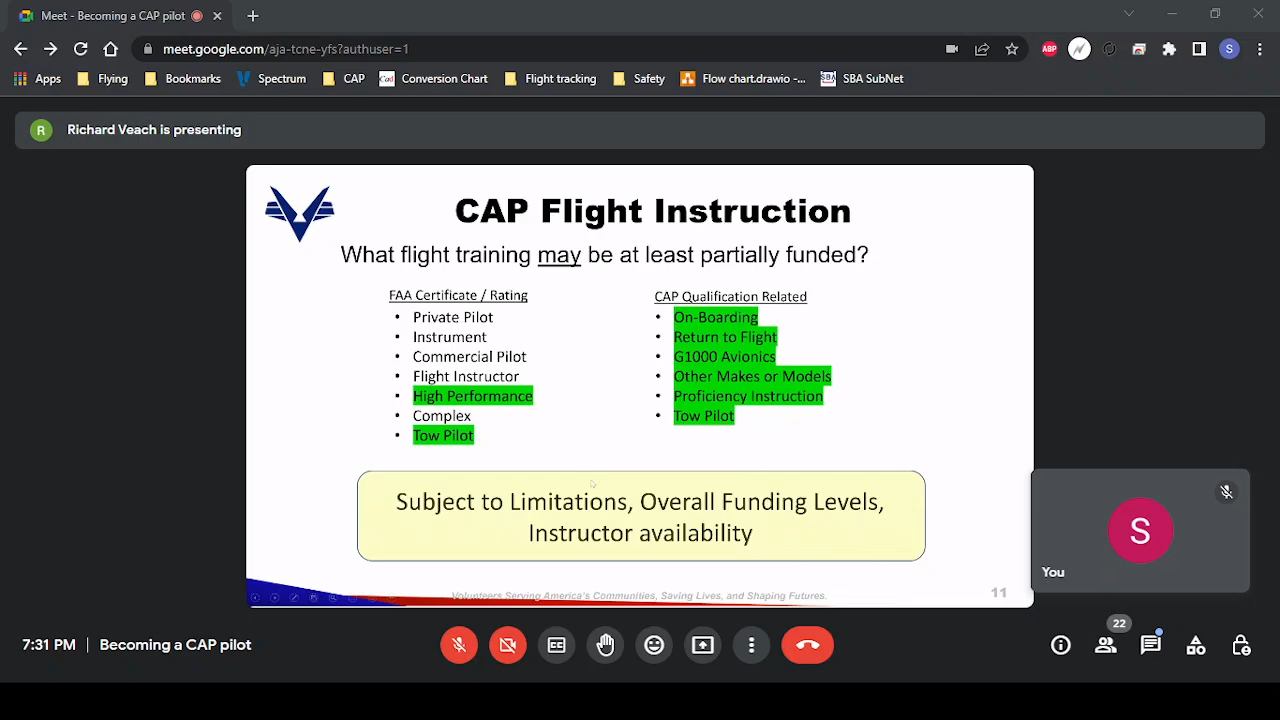 Meet - Becoming a CAP pilot
meet.google.com/aja-tcne-yfs?authuser=1
ABP
S
Apps
Flying
Bookmarks
Spectrum
CAP
Cad
Conversion Chart
Flight tracking
Safety
Flow chart.drawio -...
SBA
SBA SubNet
R
Richard Veach is presenting
CAP Flight Instruction
What flight training may be at least partially funded?
FAA Certificate / Rating
• Private Pilot
• Instrument
• Commercial Pilot
• Flight Instructor
• High Performance
• Complex
• Tow Pilot
CAP Qualification Related
• On-Boarding
• Return to Flight
• G1000 Avionics
• Other Makes or Models
• Proficiency Instruction
• Tow Pilot
Subject to Limitations, Overall Funding Levels,
Instructor availability
Volunteers Serving America's Communities, Saving Lives, and Shaping Futures.
11
S
You
7:31 PM | Becoming a CAP pilot
CC
22